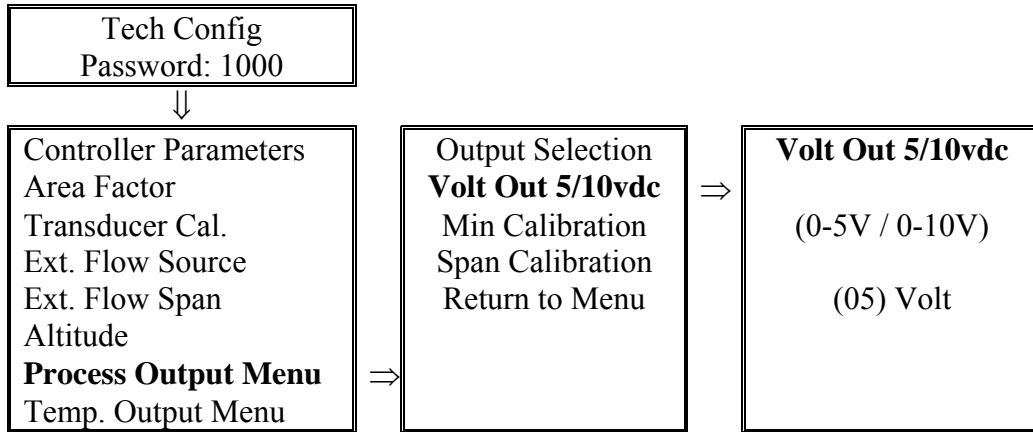 Tech Config
Password: 1000
⇓
Controller Parameters
Area Factor
Transducer Cal.
Ext. Flow Source
Ext. Flow Span
Altitude
Process Output Menu
Temp. Output Menu
⇒
Output Selection
Volt Out 5/10vdc
Min Calibration
Span Calibration
Return to Menu
⇒
Volt Out 5/10vdc
(0-5V / 0-10V)
(05) Volt